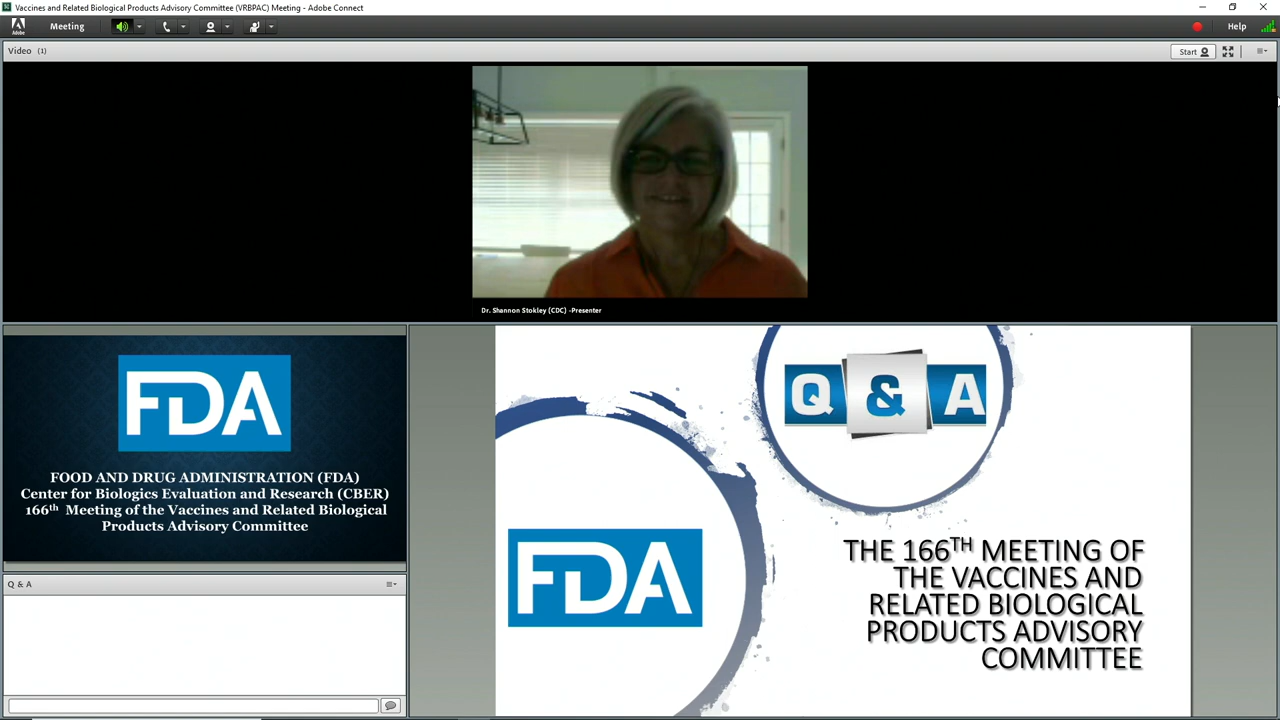 Vaccines and Related Biological Products Advisory Committee (VRBPAC) Meeting - Adobe Connect
Adobe
Meeting
Help
Video (1)
Start
Dr. Shannon Stokley (CDC) -Presenter
FDA
FOOD AND DRUG ADMINISTRATION (FDA)
Center for Biologics Evaluation and Research (CBER)
166th Meeting of the Vaccines and Related Biological
Products Advisory Committee
Q & A
Q & A
FDA
THE 166TH MEETING OF
THE VACCINES AND
RELATED BIOLOGICAL
PRODUCTS ADVISORY
COMMITTEE